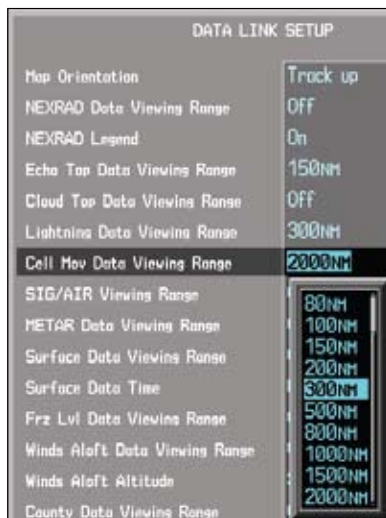 DATA LINK SETUP
Map Orientation Track up
NEXRAD Data Viewing Range Off
NEXRAD Legend On
Echo Top Data Viewing Range 150NM
Cloud Top Data Viewing Range Off
Lightning Data Viewing Range 300NM
Cell Mov Data Viewing Range 2000NM
SIG/AIR Viewing Range
METAR Data Viewing Range
Surface Data Viewing Range
Surface Data Time
Frz Lvl Data Viewing Range
Winds Aloft Data Viewing Range
Winds Aloft Altitude
County Data Viewing Range
80NM
100NM
150NM
200NM
300NM
500NM
800NM
1000NM
1500NM
2000NM